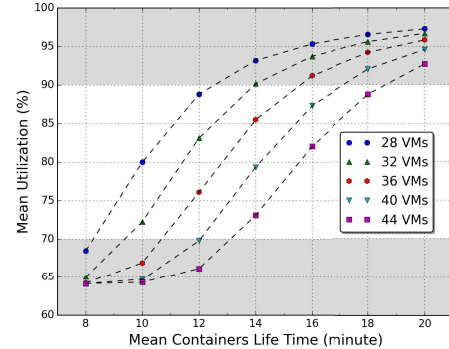 100
95
90
85
80
75
70
65
60
Mean Utilization (%)
28 VMs
32 VMs
36 VMs
40 VMs
44 VMs
8 10 12 14 16 18 20
Mean Containers Life Time (minute)